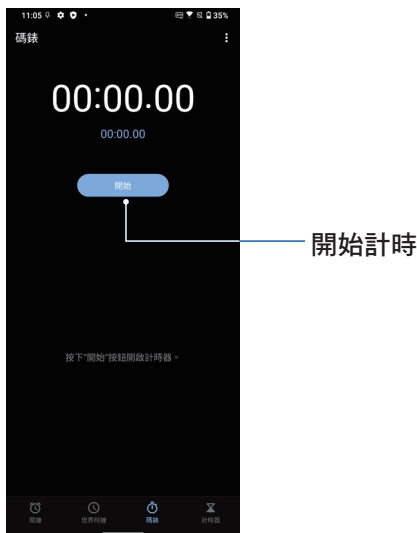 11:05 35%
碼錶
00:00.00
00:00.00
開始
開始計時
按下"開始"按鈕開啟計時器。
鬧鐘 世界時鐘 碼錶 計時器